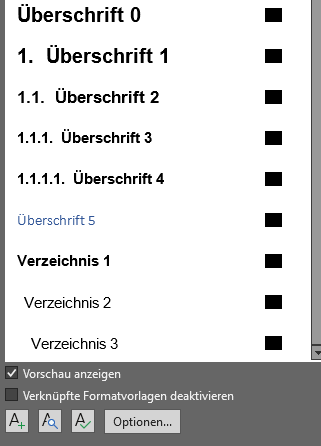 Überschrift 0
1. Überschrift 1
1.1. Überschrift 2
1.1.1. Überschrift 3
1.1.1.1. Überschrift 4
Überschrift 5
Verzeichnis 1
Verzeichnis 2
Verzeichnis 3
Vorschau anzeigen
Verknüpfte Formatvorlagen deaktivieren
Optionen...